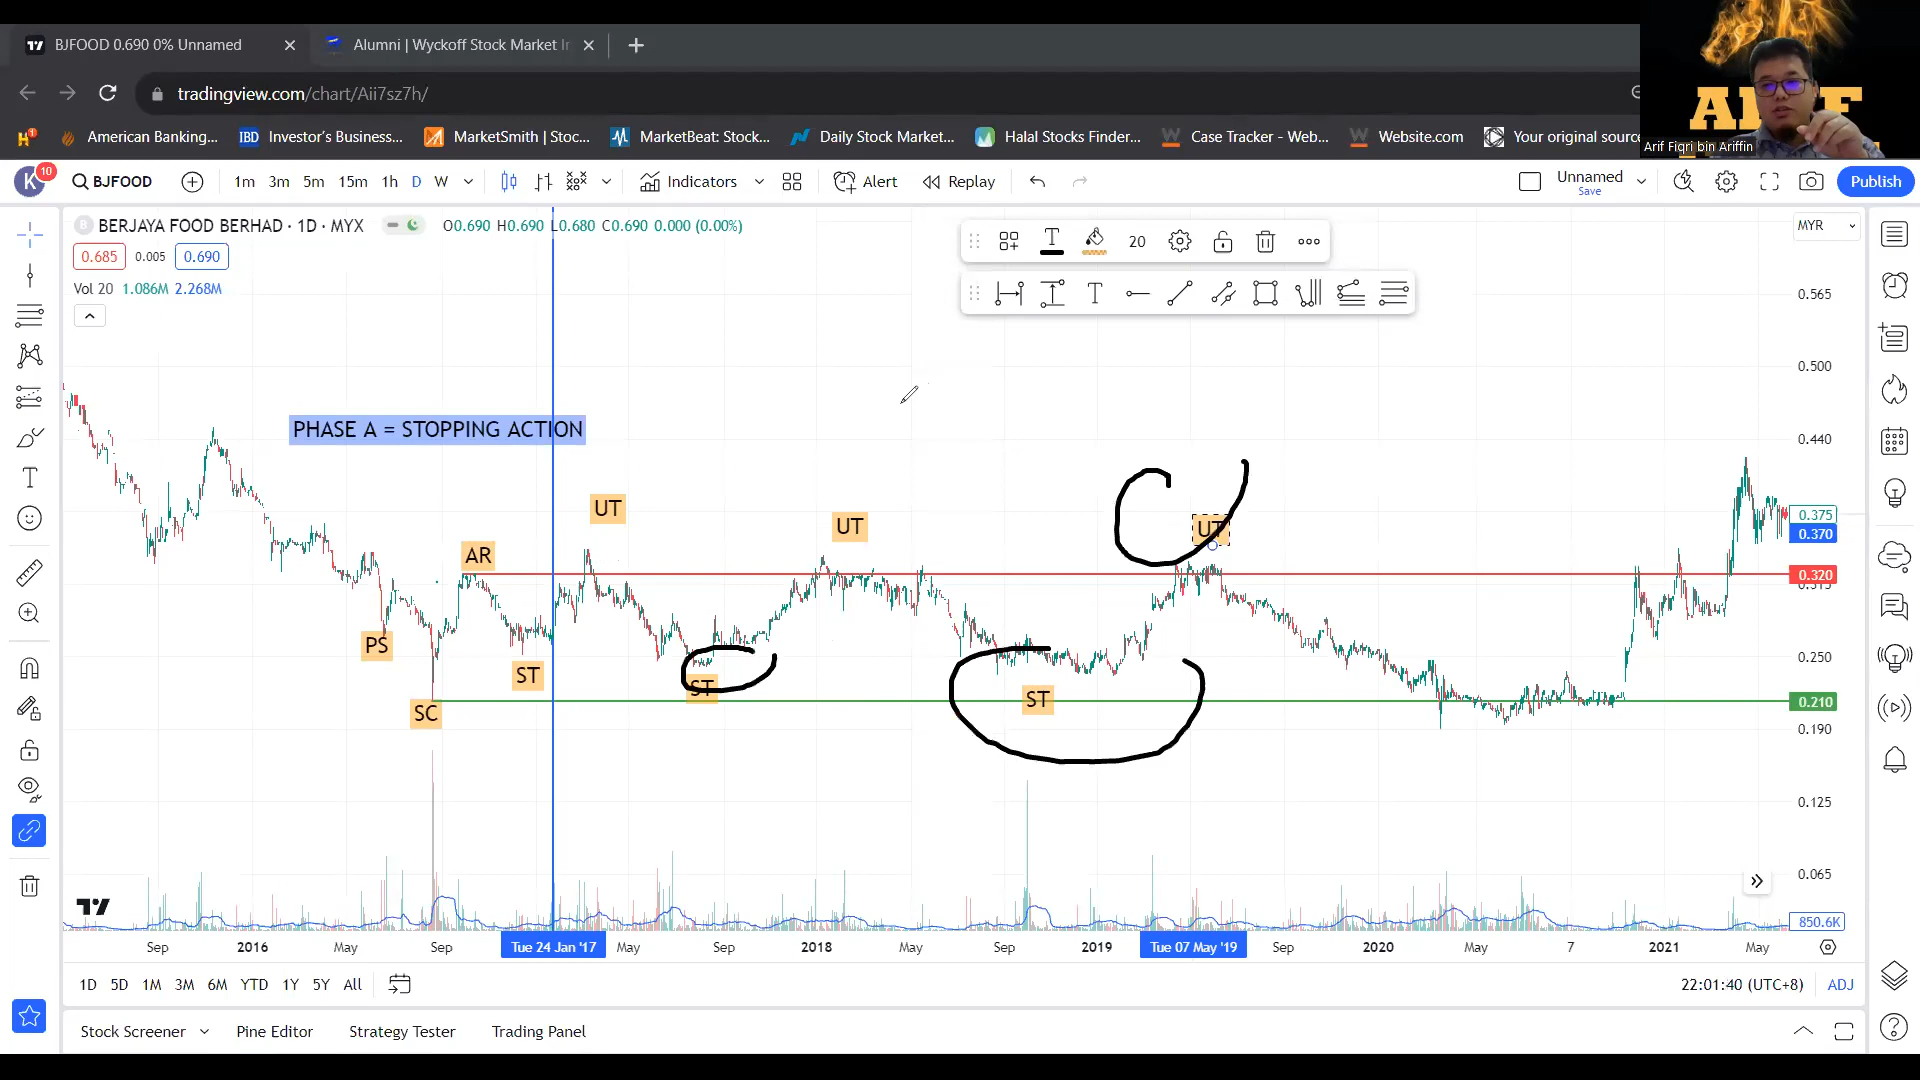 BJFOOD 0.690 0% Unnamed
Alumni | Wyckoff Stock Market In
tradingview.com/chart/Aii7sz7h/
American Banking...
IBD Investor's Business...
MarketSmith | Stoc...
MarketBeat: Stock...
Daily Stock Market...
Halal Stocks Finder...
Case Tracker - Web...
Website.com
Your original source
Arif Fiqri bin Ariffin
K 10
BJFOOD
1m 3m 5m 15m 1h D W
Indicators
Alert
Replay
Unnamed
Save
Publish
BERJAYA FOOD BERHAD · 1D · MYX
O0.690 H0.690 L0.680 C0.690 0.000 (0.00%)
MYR
0.685 0.005 0.690
20
Vol 20 1.086M 2.268M
0.565
0.500
PHASE A = STOPPING ACTION
0.440
UT
UT
UT
AR
PS
ST
ST
ST
SC
0.375
0.370
0.320
0.315
0.250
0.210
0.190
0.125
0.065
850.6K
Sep 2016 May Sep Tue 24 Jan '17 May Sep 2018 May Sep 2019 Tue 07 May '19 Sep 2020 May 7 2021 May
1D 5D 1M 3M 6M YTD 1Y 5Y All
22:01:40 (UTC+8) ADJ
Stock Screener
Pine Editor
Strategy Tester
Trading Panel